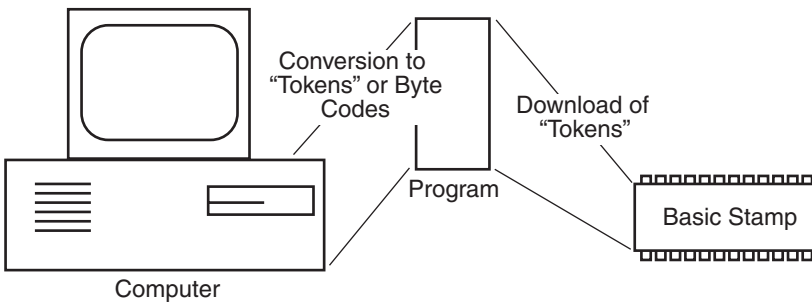 Conversion to
“Tokens” or Byte
Codes
Download of
“Tokens”
Program
Basic Stamp
Computer